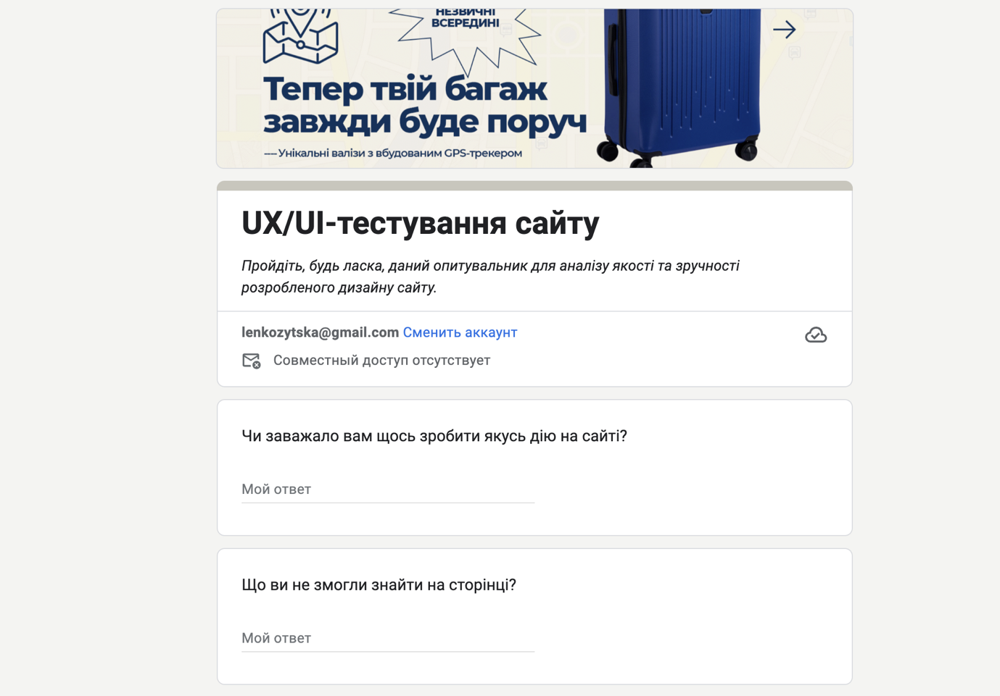 НЕЗВИЧНІ
ВСЕРЕДИНІ
Тепер твій багаж
завжди буде поруч
— Унікальні валізи з вбудованим GPS-трекером
UX/UI-тестування сайту
Пройдіть, будь ласка, даний опитувальник для аналізу якості та зручності
розробленого дизайну сайту.
lenkozytska@gmail.com Сменить аккаунт
Совместный доступ отсутствует
Чи заважало вам щось зробити якусь дію на сайті?
Мой ответ
Що ви не змогли знайти на сторінці?
Мой ответ